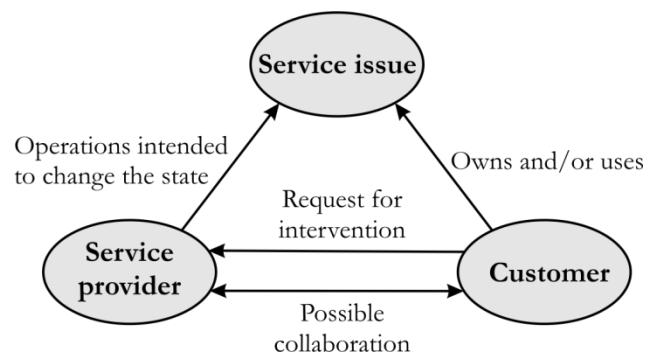 Service issue
Operations intended
to change the state
Owns and/or uses
Request for
intervention
Service
provider
Customer
Possible
collaboration